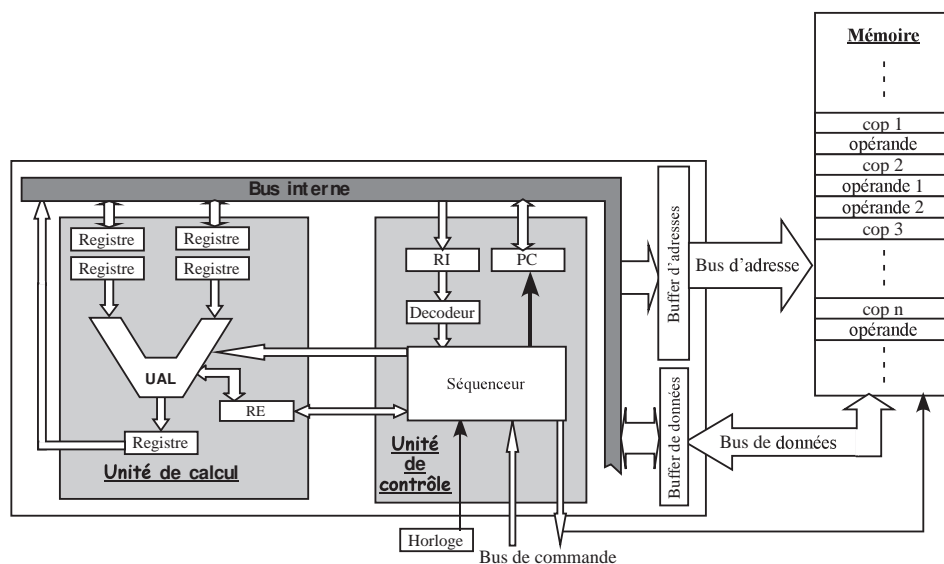 Mémoire
cop 1
opérande
cop 2
opérande 1
opérande 2
cop 3
cop n
opérande
Bus interne
Registre
Registre
Registre
Registre
RI
PC
Decodeur
UAL
Séquenceur
RE
Registre
Unité de calcul
Unité
de
contrôle
Buffer d'adresses
Bus d'adresse
Buffer de données
Bus de données
Horloge
Bus de commande